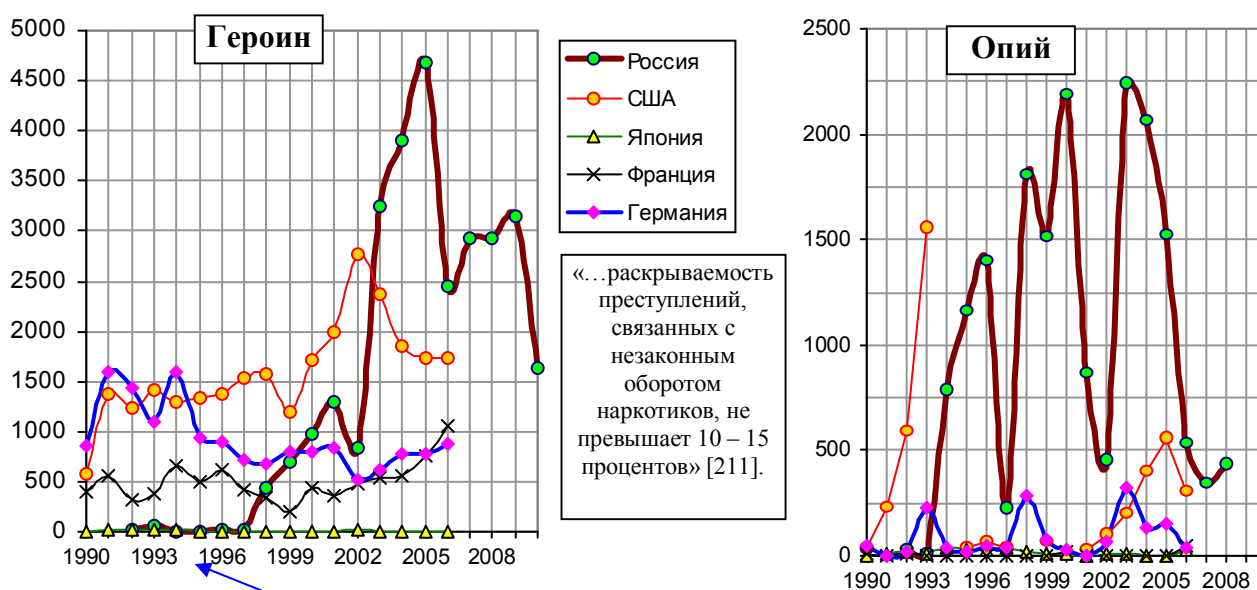 Героин
5000
4500
4000
3500
3000
2500
2000
1500
1000
500
0
1990 1993 1996 1999 2002 2005 2008
Россия
США
Япония
Франция
Германия
«…раскрываемость
преступлений,
связанных с
незаконным
оборотом
наркотиков, не
превышает 10 – 15
процентов» [211].
Опий
2500
2000
1500
1000
500
0
1990 1993 1996 1999 2002 2005 2008